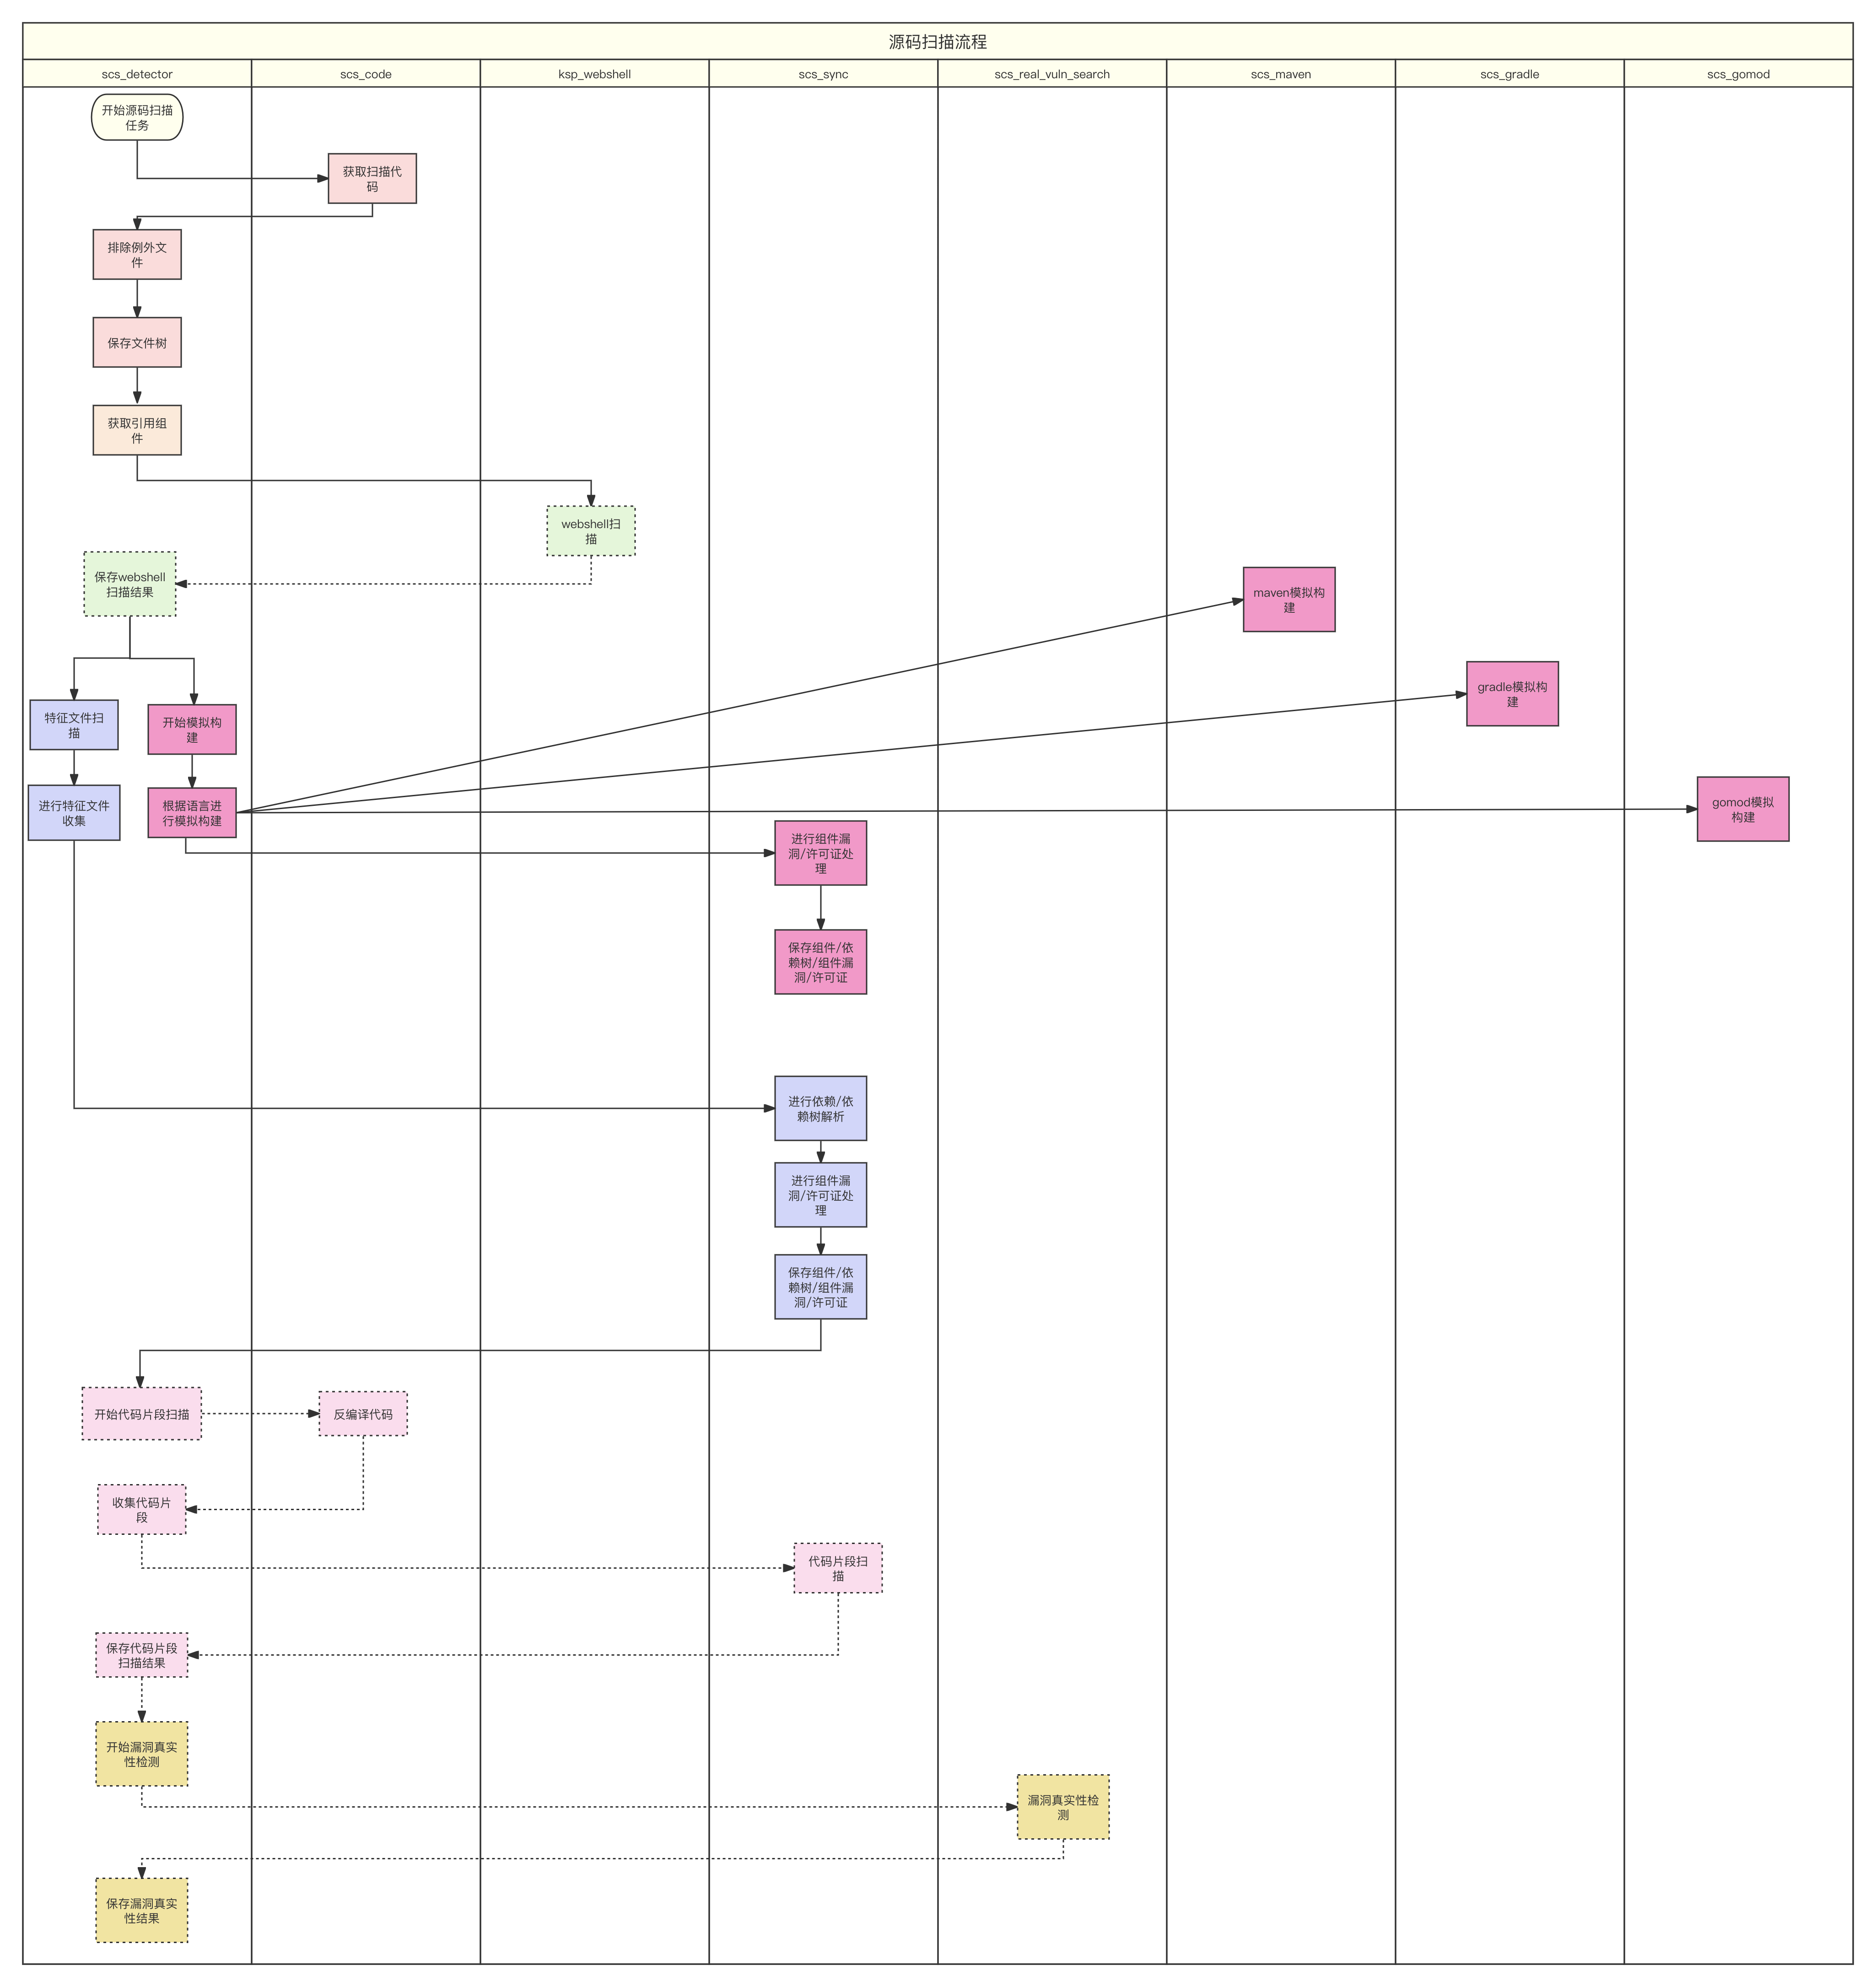 源码扫描流程
scs_detector
scs_code
ksp_webshell
scs_sync
scs_real_vuln_search
scs_maven
scs_gradle
scs_gomod
开始源码扫描
任务
获取扫描代
码
排除例外文
件
保存文件树
获取引用组
件
webshell扫
描
保存webshell
扫描结果
maven模拟构
建
gradle模拟构
建
特征文件扫
描
开始模拟构
建
进行特征文件
收集
根据语言进
行模拟构建
gomod模拟
构建
进行组件漏
洞/许可证处
理
保存组件/依
赖树/组件漏
洞/许可证
进行依赖/依
赖树解析
进行组件漏
洞/许可证处
理
保存组件/依
赖树/组件漏
洞/许可证
开始代码片段扫描
反编译代码
收集代码片
段
代码片段扫
描
保存代码片段
扫描结果
开始漏洞真实
性检测
漏洞真实性检
测
保存漏洞真实
性结果